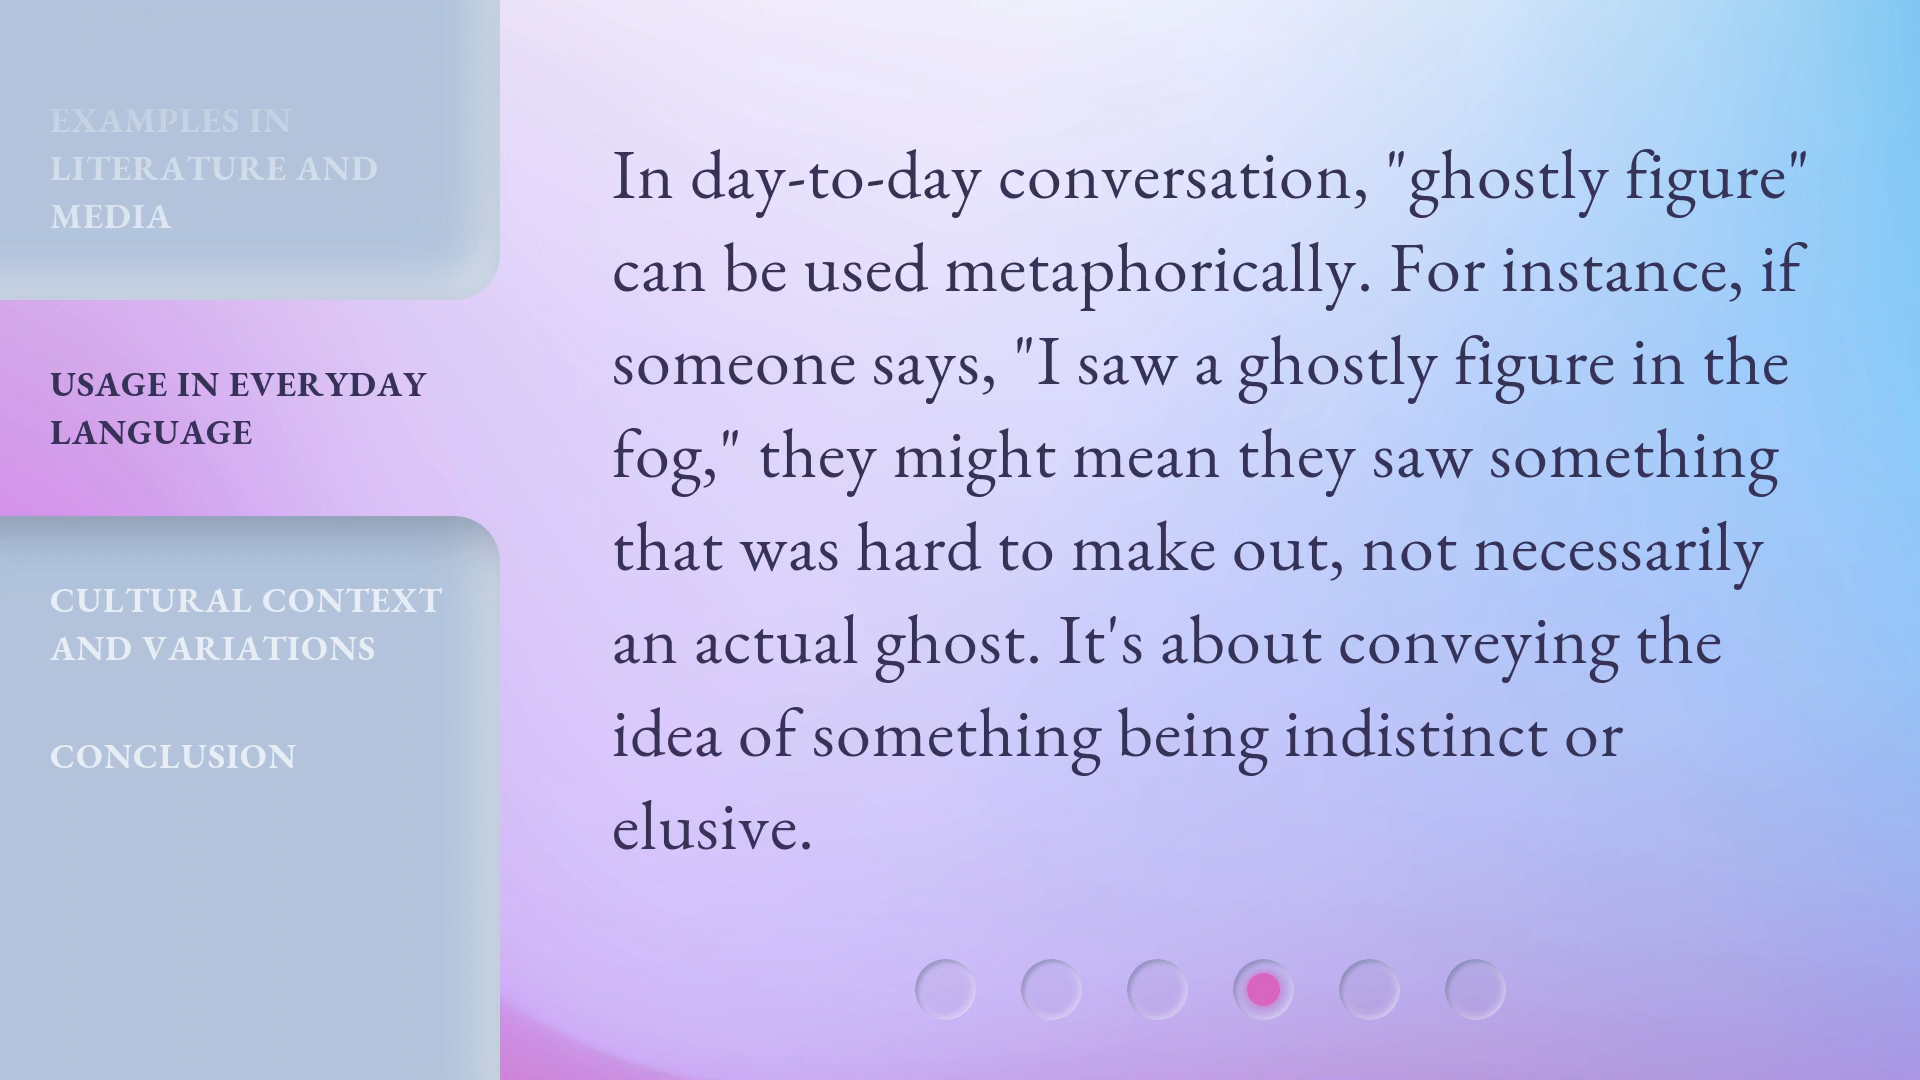 EXAMPLES IN
LITERATURE AND
MEDIA
USAGE IN EVERYDAY
LANGUAGE
CULTURAL CONTEXT
AND VARIATIONS
CONCLUSION
In day-to-day conversation, "ghostly figure"
can be used metaphorically. For instance, if
someone says, "I saw a ghostly figure in the
fog," they might mean they saw something
that was hard to make out, not necessarily
an actual ghost. It's about conveying the
idea of something being indistinct or
elusive.